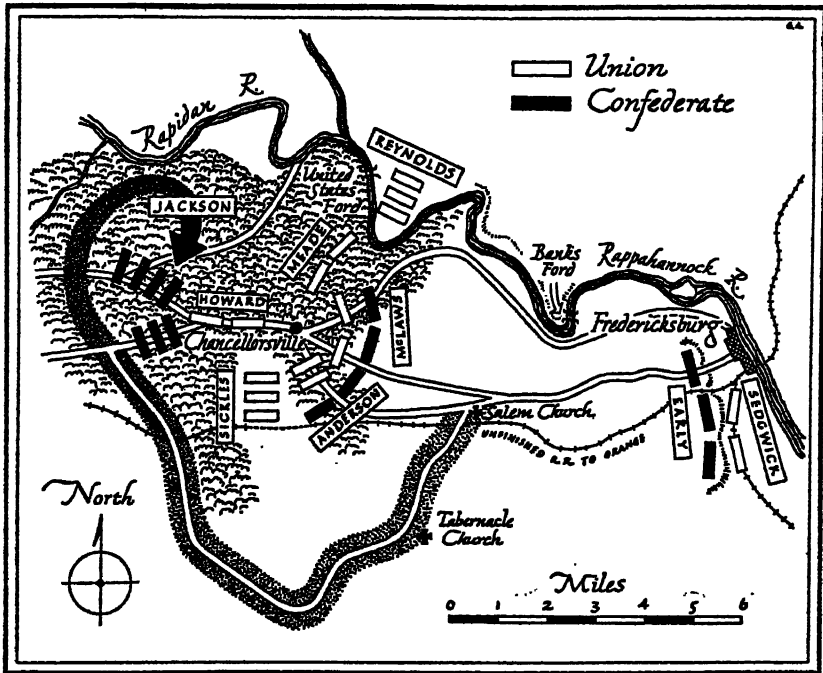 G.A.
Union
Confederate
Rapidan R.
REYNOLDS
United
States
Ford
JACKSON
MEADE
Banks
Ford
Rappahannock R.
HOWARD
McLAWS
Chancellorsville
Fredericksburg
SICKLES
ANDERSON
Salem Church
EARLY
SEDGWICK
UNFINISHED R.R. TO ORANGE
North
Tabernacle
Church
Miles
0 1 2 3 4 5 6